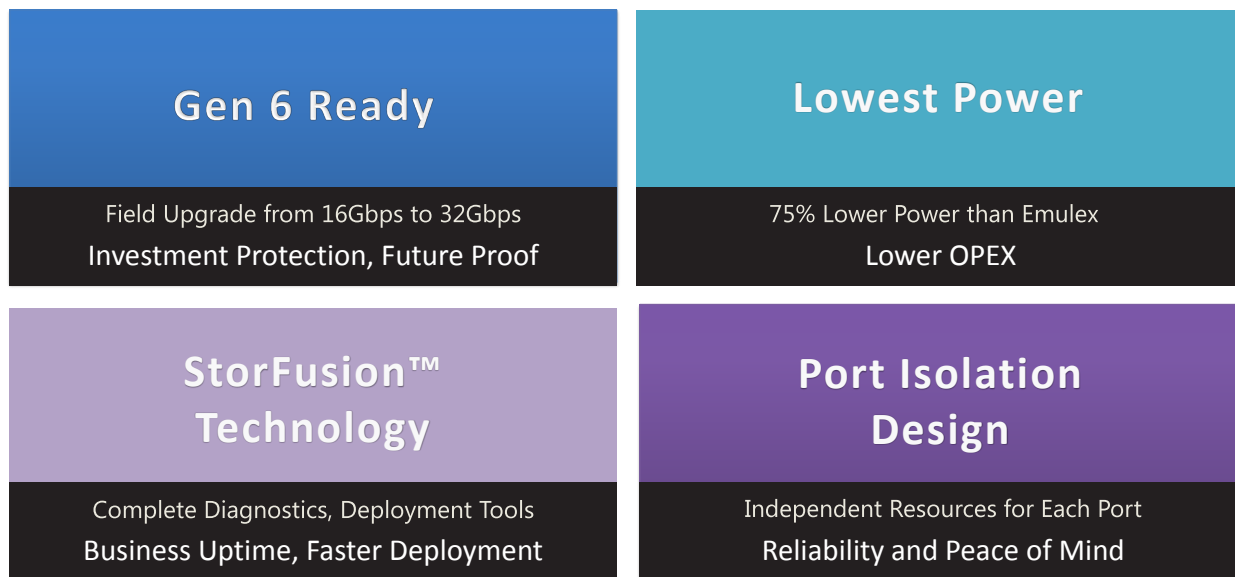 Gen 6 Ready
Field Upgrade from 16Gbps to 32Gbps
Investment Protection, Future Proof
Lowest Power
75% Lower Power than Emulex
Lower OPEX
StorFusion™
Technology
Complete Diagnostics, Deployment Tools
Business Uptime, Faster Deployment
Port Isolation
Design
Independent Resources for Each Port
Reliability and Peace of Mind